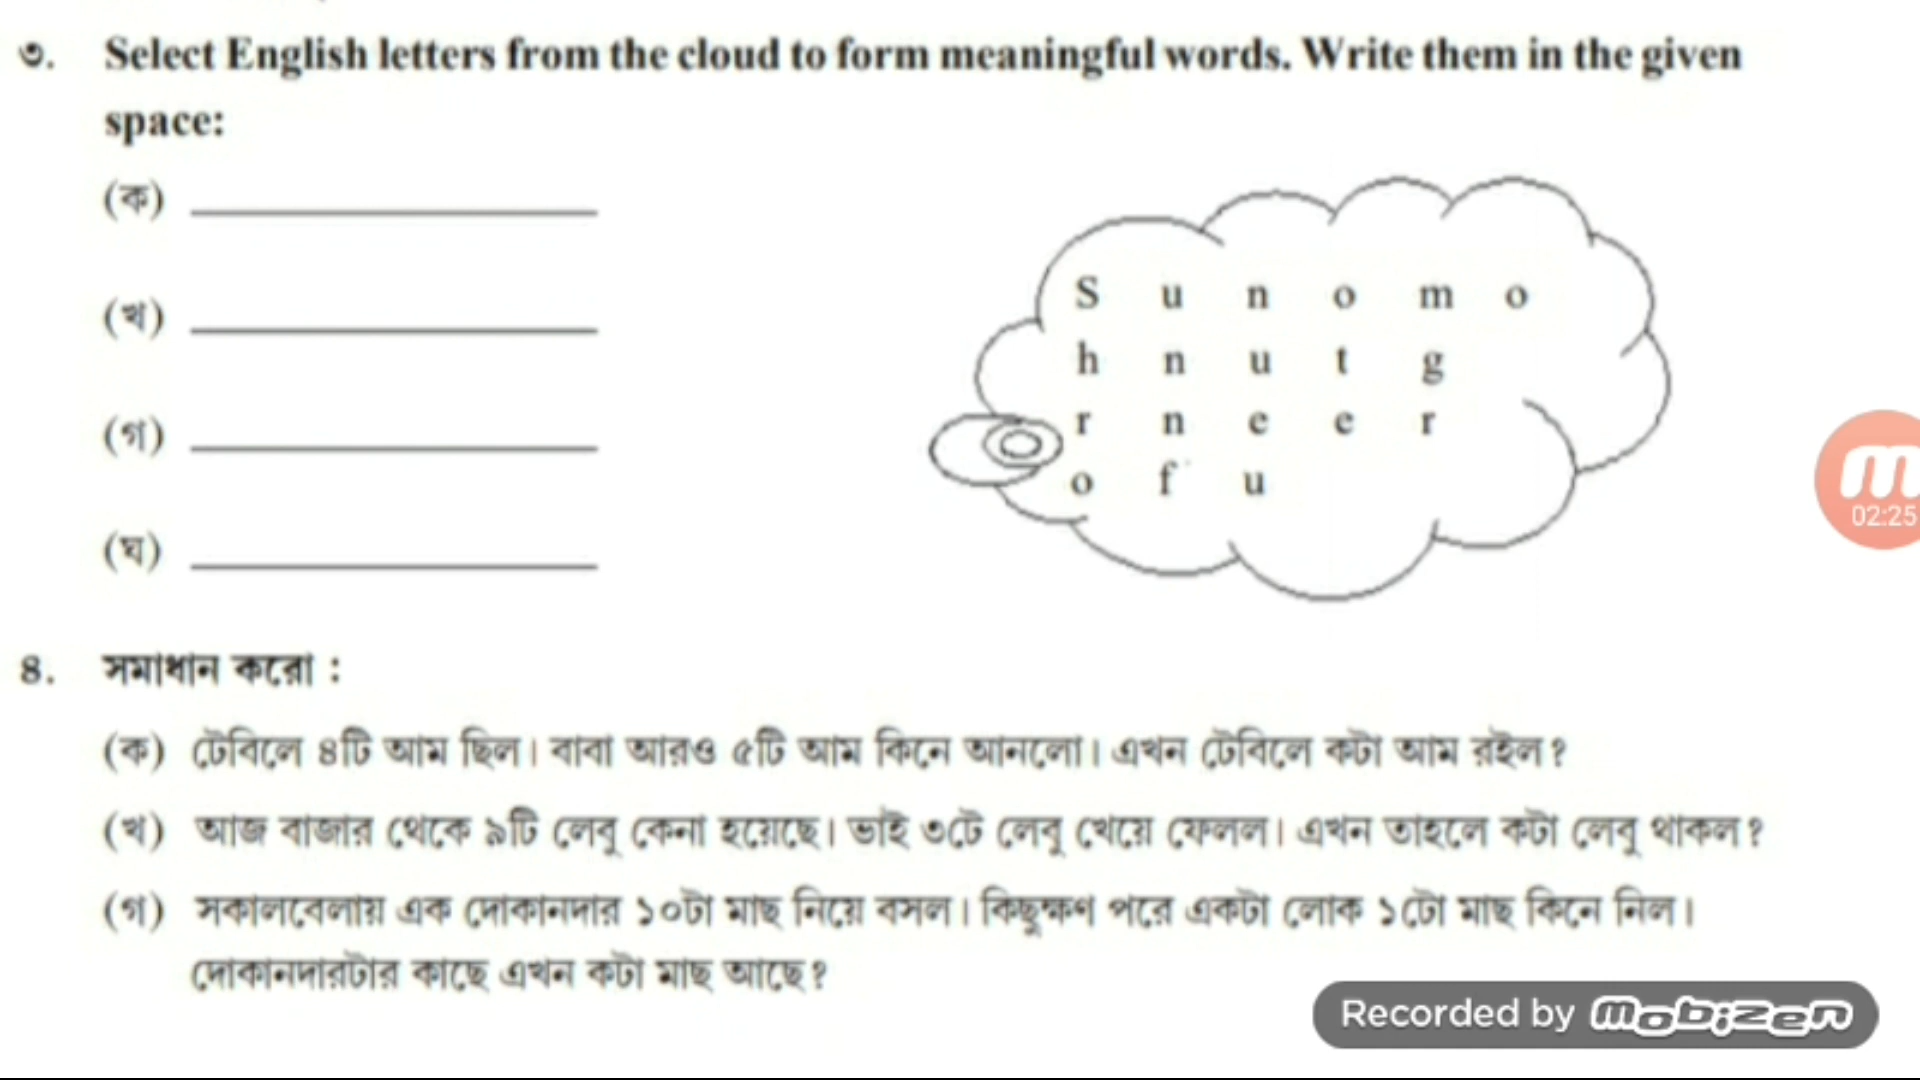 ৩. Select English letters from the cloud to form meaningful words. Write them in the given
space:
(ক)
(খ)
(গ)
(ঘ)
S u n o m o
h n u t g
r n e e r
o f u
৪. সমাধান করো :
(ক) টেবিলে ৪টি আম ছিল। বাবা আরও ৫টি আম কিনে আনলো। এখন টেবিলে কটা আম রইল?
(খ) আজ বাজার থেকে ৯টি লেবু কেনা হয়েছে। ভাই ৩টে লেবু খেয়ে ফেলল। এখন তাহলে কটা লেবু থাকল?
(গ) সকালবেলায় এক দোকানদার ১০টা মাছ নিয়ে বসল। কিছুক্ষণ পরে একটা লোক ১টো মাছ কিনে নিল।
দোকানদারটার কাছে এখন কটা মাছ আছে?
02:25
Recorded by mobizen